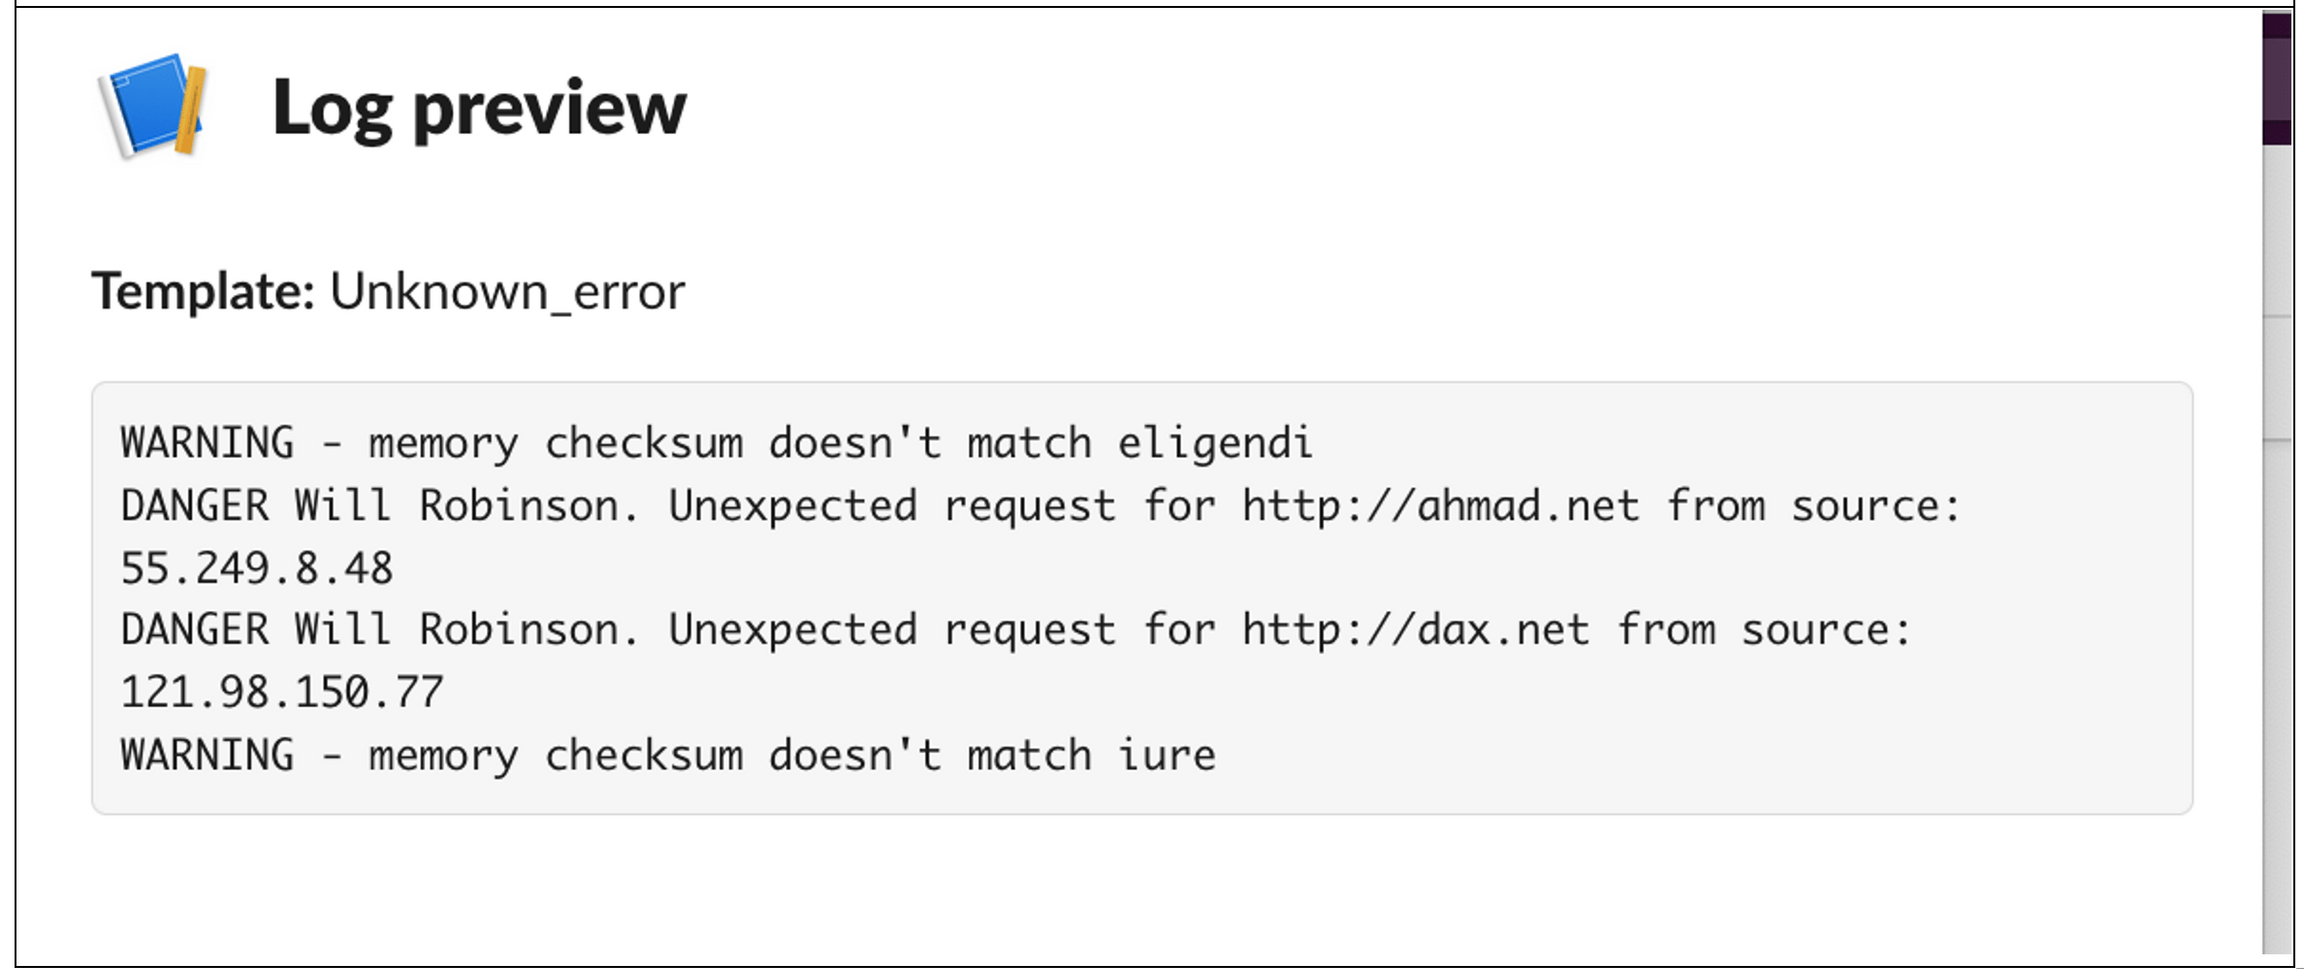 Log preview
Template: Unknown_error
WARNING - memory checksum doesn't match eligendi
DANGER Will Robinson. Unexpected request for http://ahmad.net from source:
55.249.8.48
DANGER Will Robinson. Unexpected request for http://dax.net from source:
121.98.150.77
WARNING - memory checksum doesn't match iure